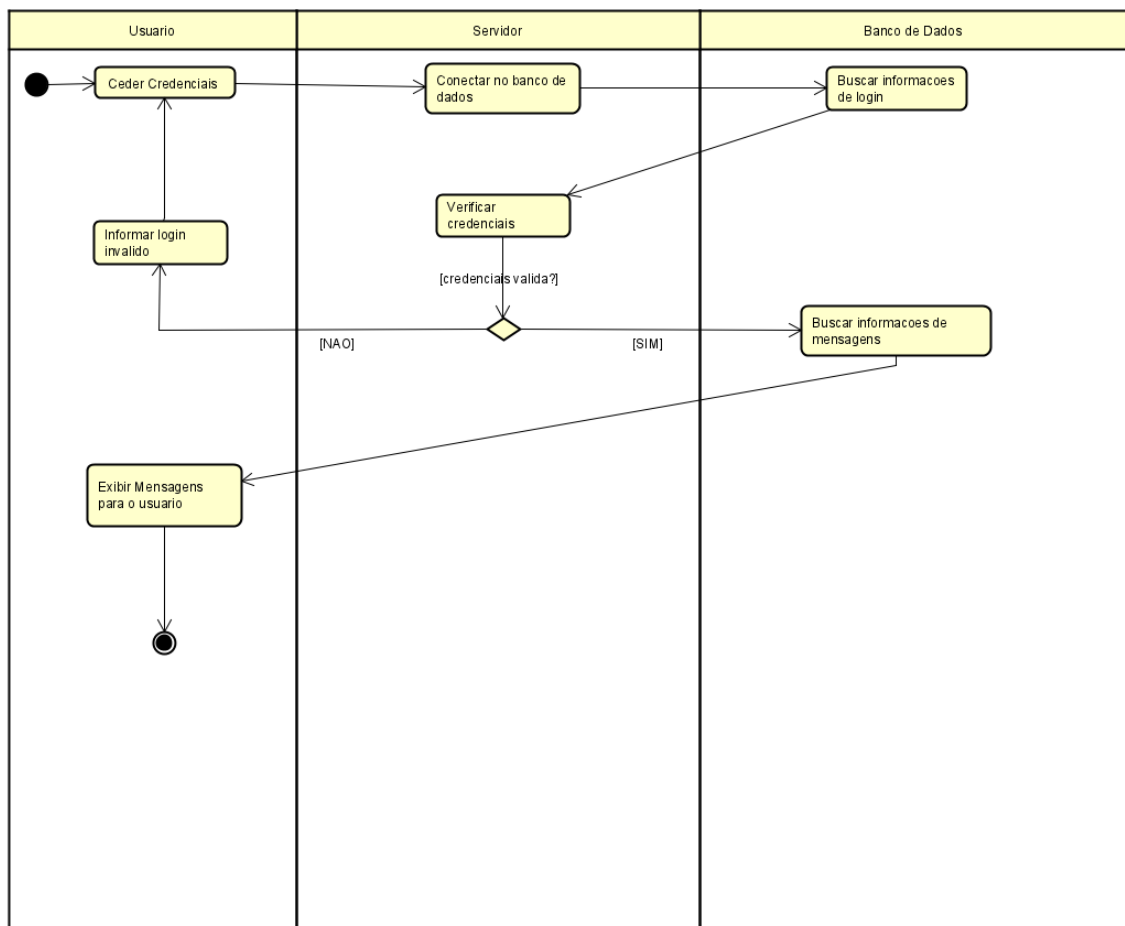 Usuario
Servidor
Banco de Dados
Ceder Credenciais
Conectar no banco de
dados
Buscar informacoes
de login
Verificar
credenciais
Informar login
invalido
[credenciais valida?]
Buscar informacoes de
mensagens
[NAO]
[SIM]
Exibir Mensagens
para o usuario